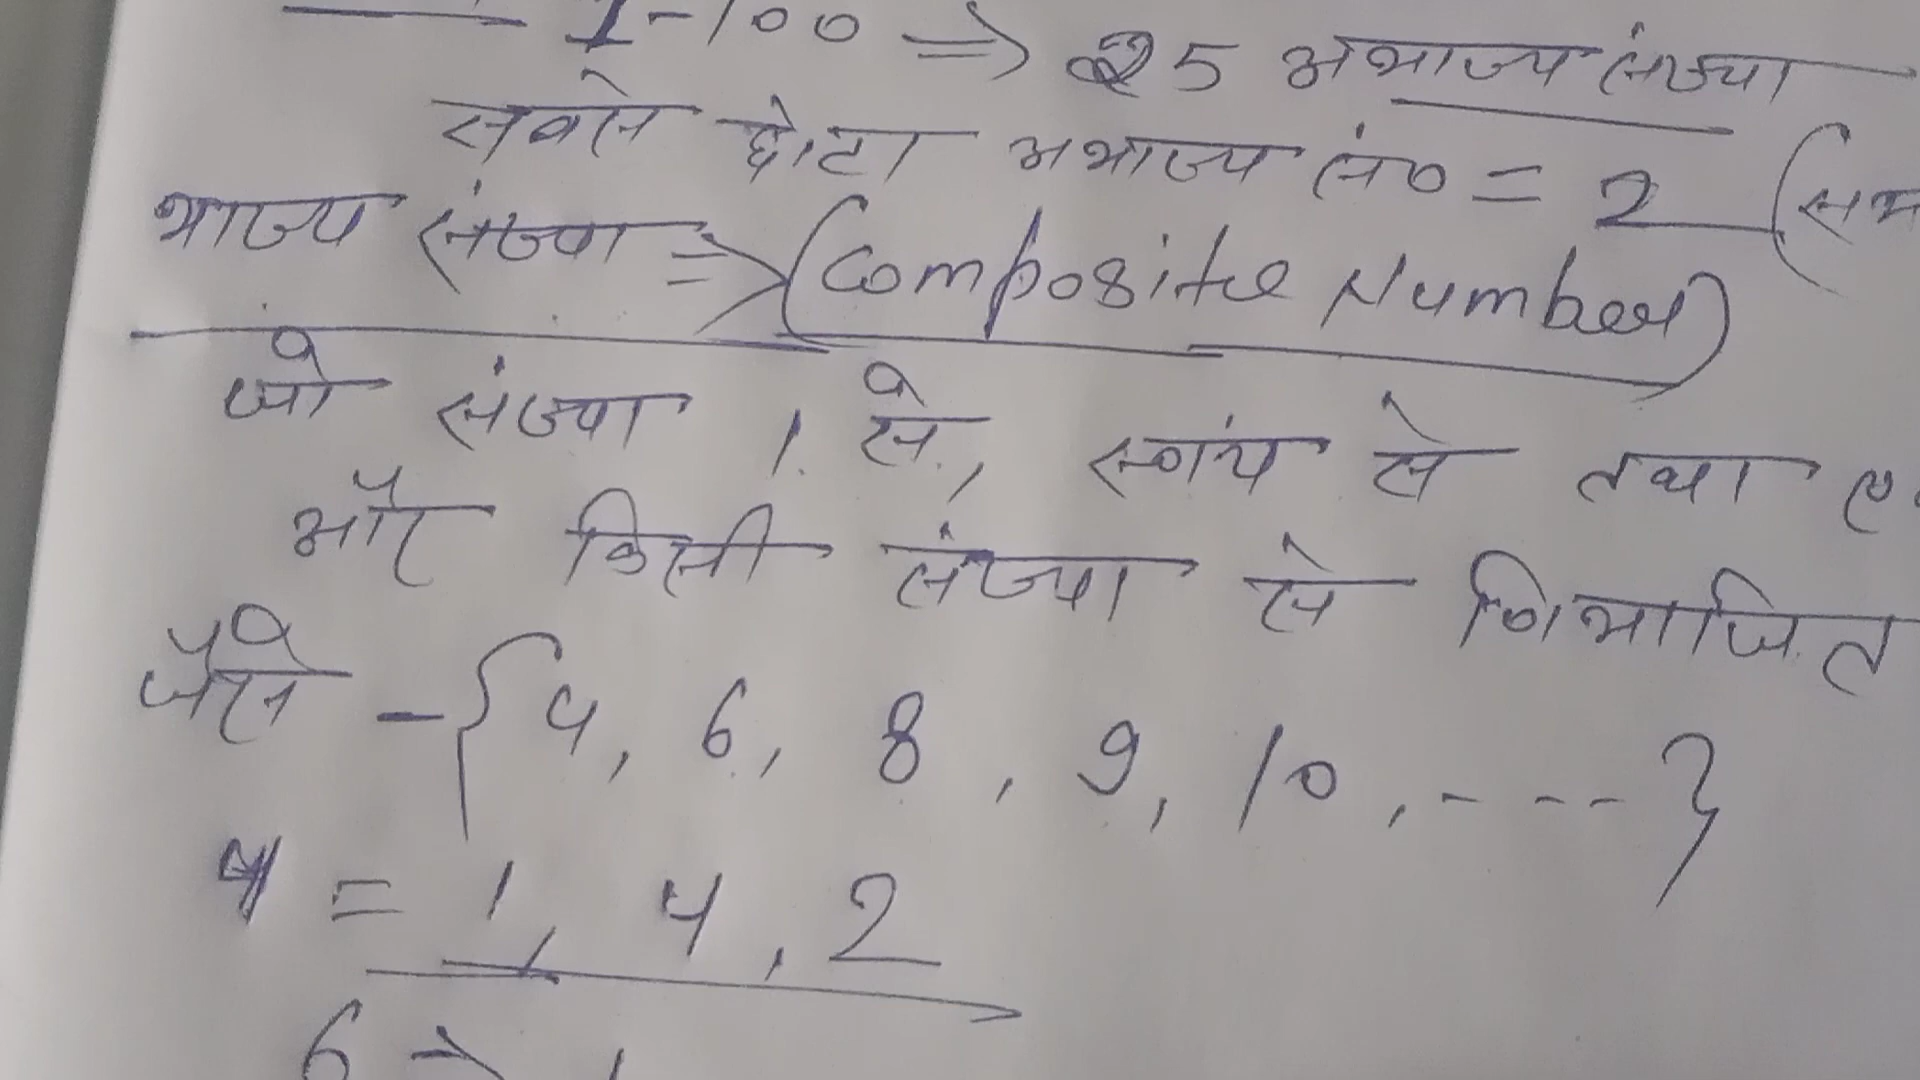 1-100 ⇒ 25 अभाज्य संख्या
सबसे छोटा अभाज्य सं० = 2 (सम
भाज्य संख्या ⇒ (Composite Number)
जो संख्या 1 से, स्वंय से तथा
और किसी संख्या से विभाजित
जैसे - {4, 6, 8, 9, 10, ----}
4 = 1, 4, 2
6 →